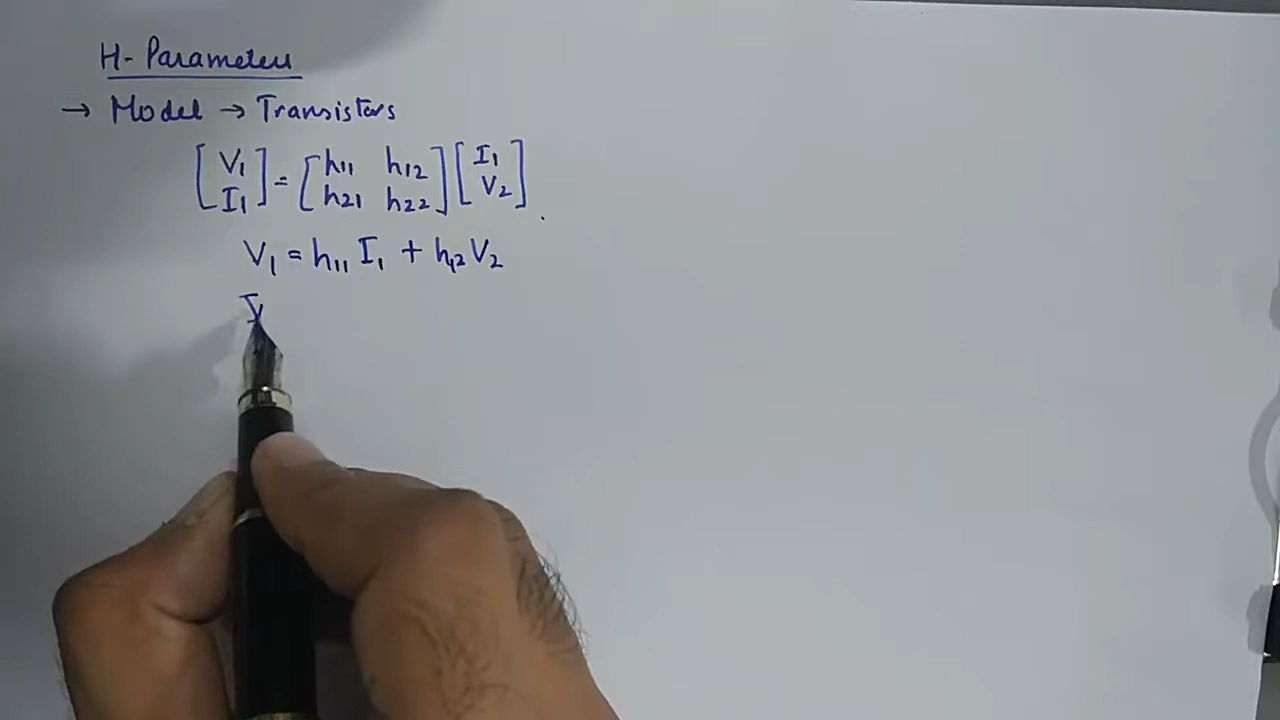 H-Parameters
→ Model → Transistors
[V1 I1] = [h11 h12 h21 h22] [I1 V2]
V1 = h11 I1 + h12 V2
I